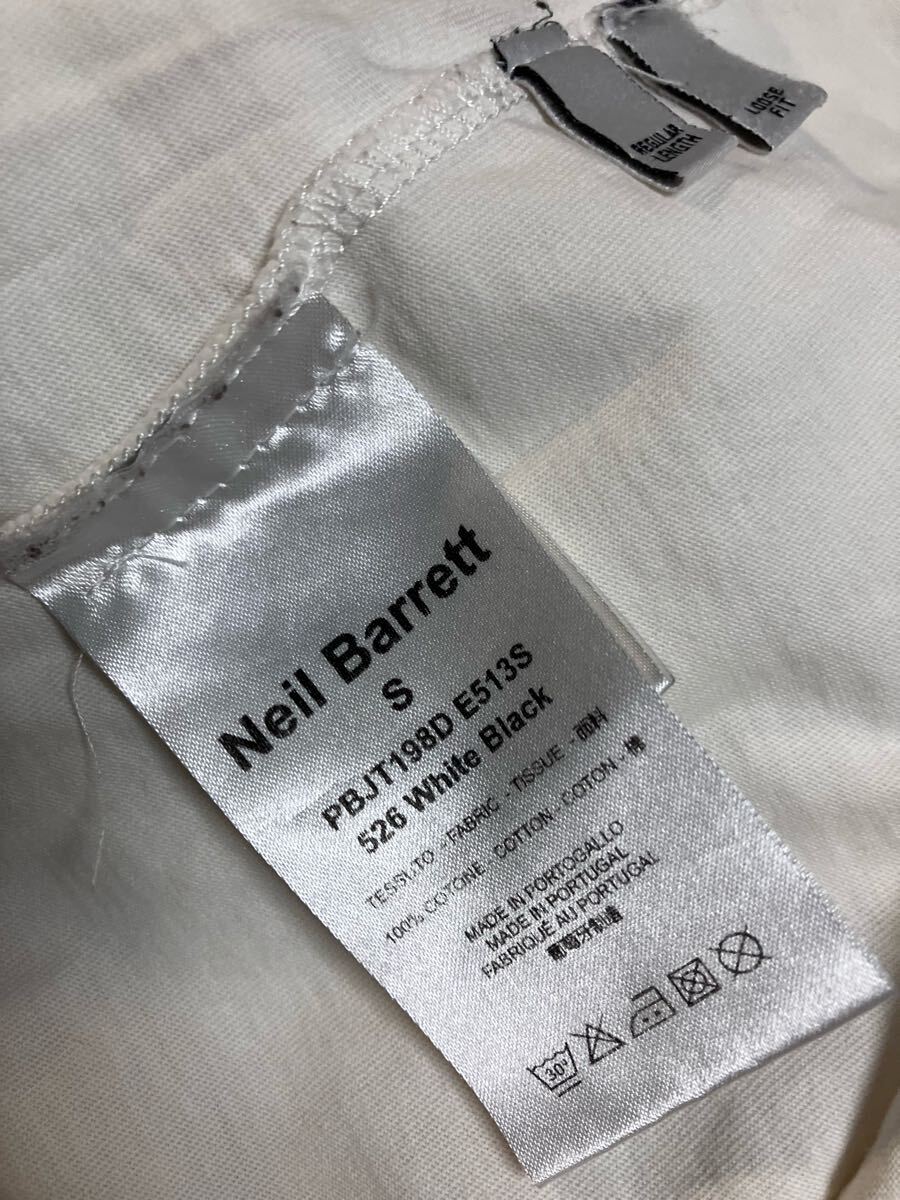 REGULAR
LENGTH
LOOSE
FIT
Neil Barrett
S
PBJT198D E513S
526 White Black
TESSUTO - FABRIC - TISSUE - 面料
100% COTONE COTTON - COTON - 棉
MADE IN PORTOGALLO
MADE IN PORTUGAL
FABRIQUÉ AU PORTUGAL
葡萄牙制造
30°